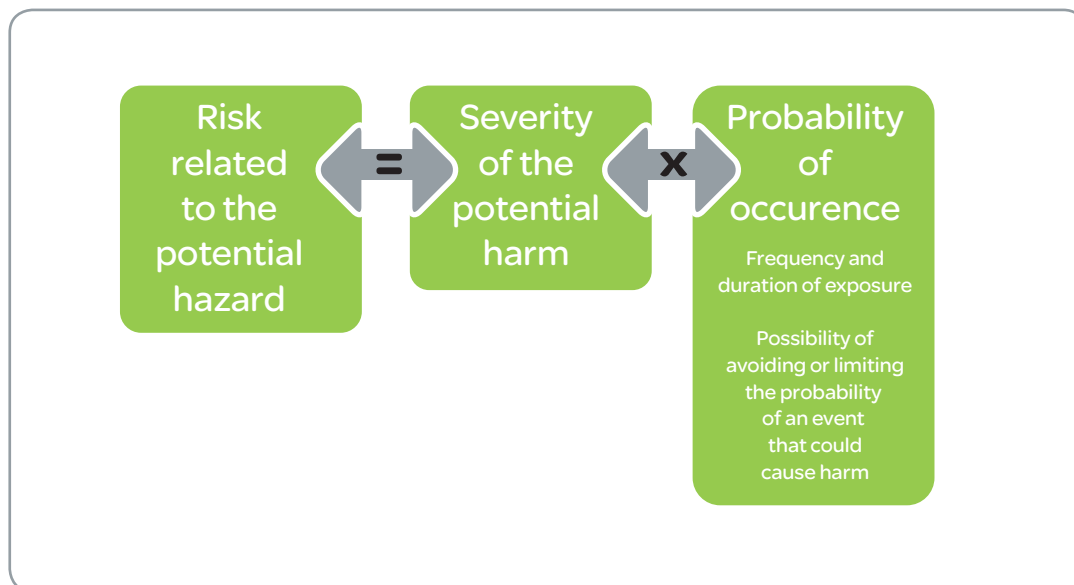 Risk
related
to the
potential
hazard
=
Severity
of the
potential
harm
x
Probability
of
occurence
Frequency and
duration of exposure
Possibility of
avoiding or limiting
the probability
of an event
that could
cause harm